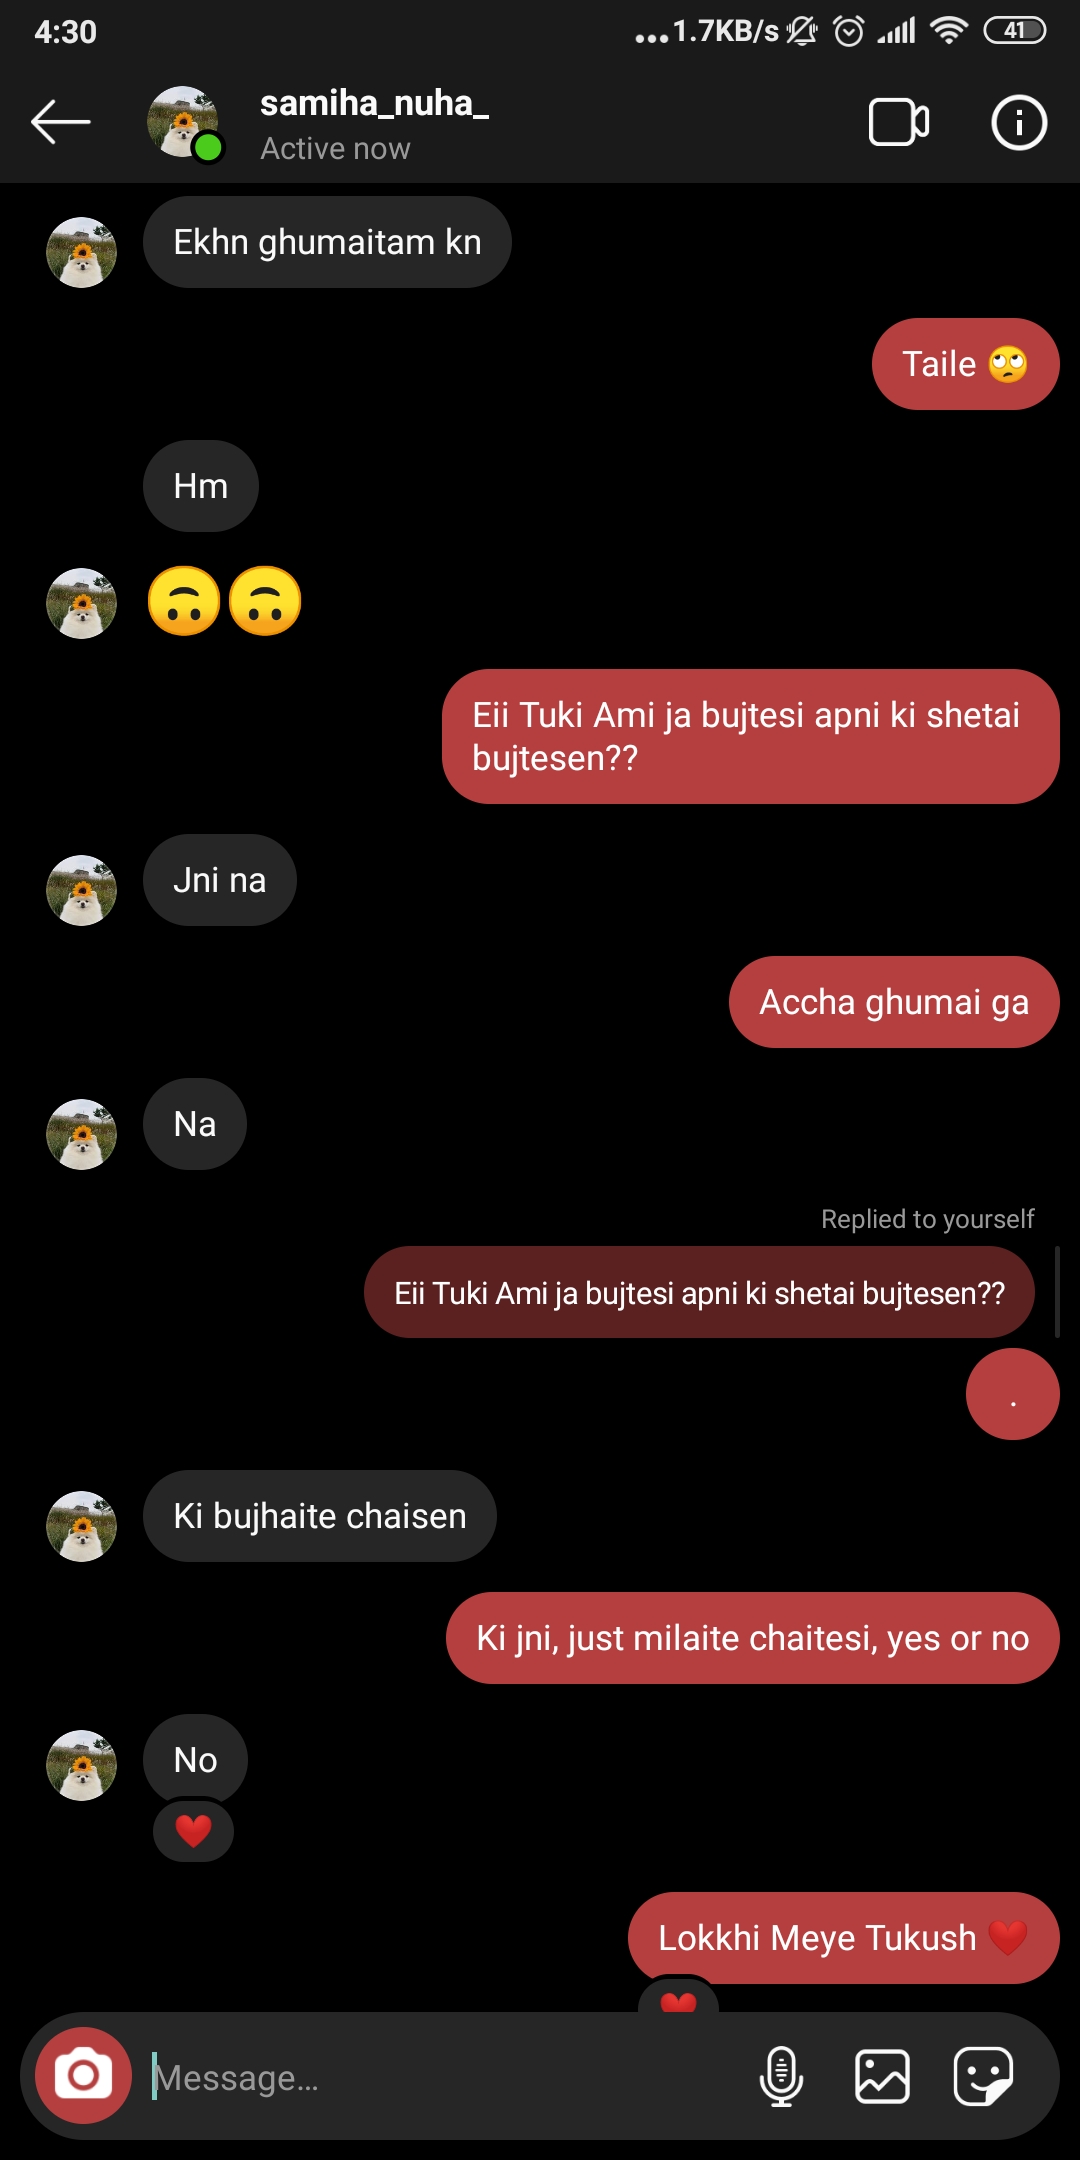 4:30
...1.7KB/s
41
samiha_nuha_
Active now
Ekhn ghumaitam kn
Taile 🙄
Hm
🙃🙃
Eii Tuki Ami ja bujtesi apni ki shetai
bujtesen??
Jni na
Accha ghumai ga
Na
Replied to yourself
Eii Tuki Ami ja bujtesi apni ki shetai bujtesen??
.
Ki bujhaite chaisen
Ki jni, just milaite chaitesi, yes or no
No
❤️
Lokkhi Meye Tukush ❤️
❤️
Message...